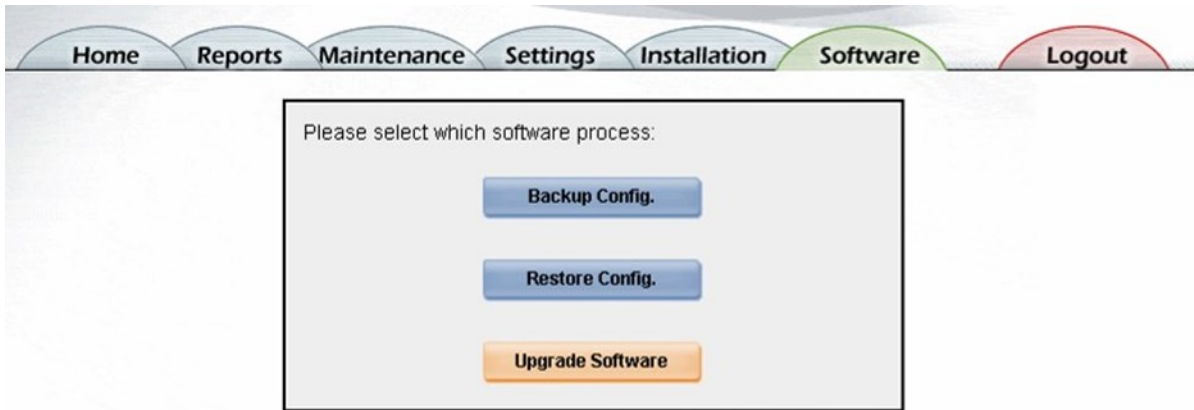 Home Reports Maintenance Settings Installation Software Logout
Please select which software process:
Backup Config.
Restore Config.
Upgrade Software